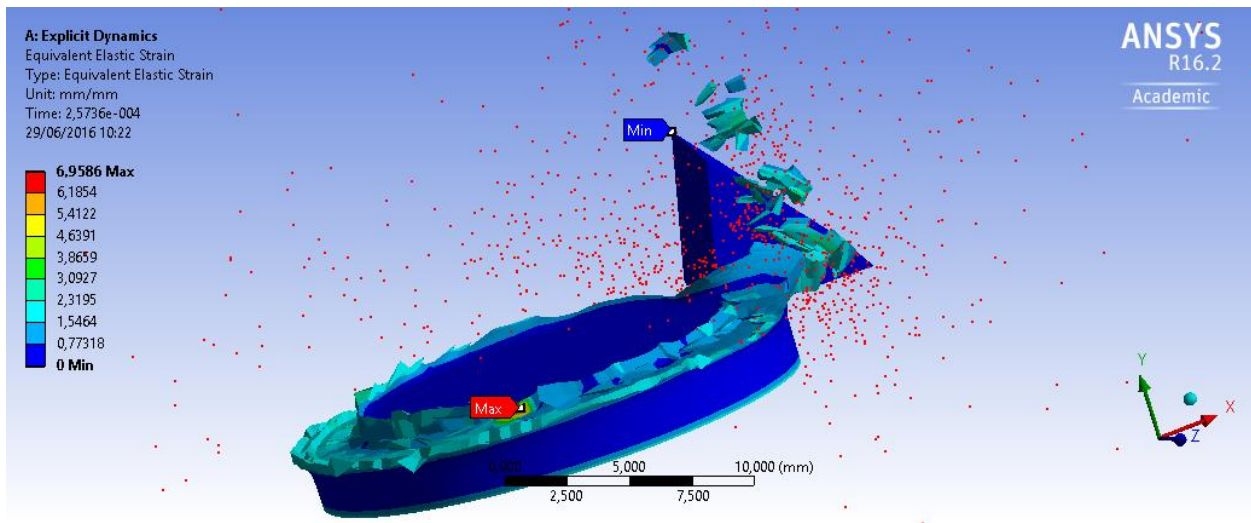 A: Explicit Dynamics
Equivalent Elastic Strain
Type: Equivalent Elastic Strain
Unit: mm/mm
Time: 2,5736e-004
29/06/2016 10:22
6,9586 Max
6,1854
5,4122
4,6391
3,8659
3,0927
2,3195
1,5464
0,77318
0 Min
ANSYS
R16.2
Academic
Min
Max
0,000 5,000 10,000 (mm)
2,500 7,500
Y
X
Z